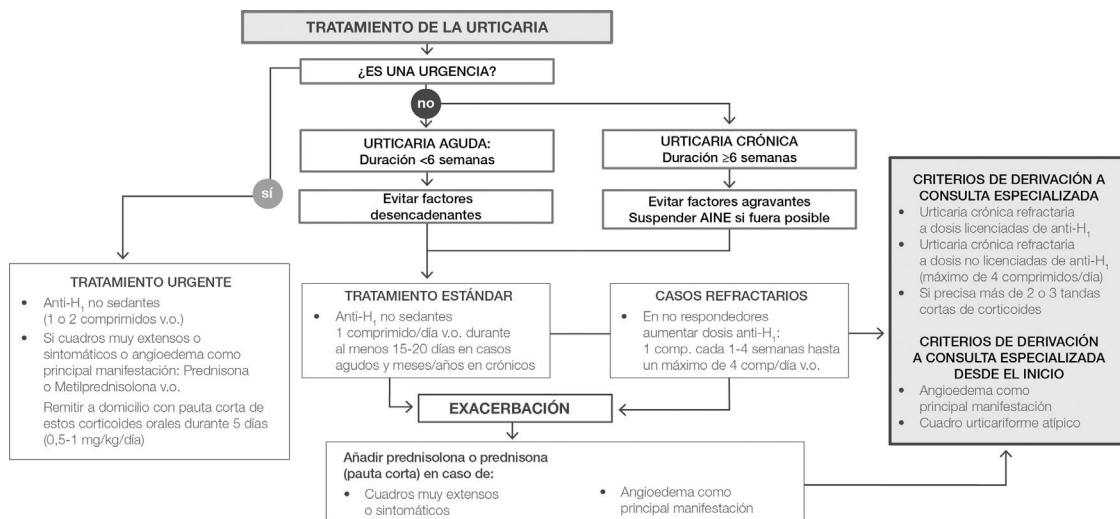 TRATAMIENTO DE LA URTICARIA
¿ES UNA URGENCIA?
no
sí
URTICARIA AGUDA:
Duración <6 semanas
URTICARIA CRÓNICA
Duración ≥6 semanas
Evitar factores
desencadenantes
Evitar factores agravantes
Suspender AINE si fuera posible
TRATAMIENTO URGENTE
• Anti-H₁ no sedantes
(1 o 2 comprimidos v.o.)
• Si cuadros muy extensos o
sintomáticos o angioedema como
principal manifestación: Prednisona
o Metilprednisolona v.o.
Remitir a domicilio con pauta corta de
estos corticoides orales durante 5 días
(0,5-1 mg/kg/día)
TRATAMIENTO ESTÁNDAR
• Anti-H₁ no sedantes
1 comprimido/día v.o. durante
al menos 15-20 días en casos
agudos y meses/años en crónicos
CASOS REFRACTARIOS
• En no respondedores
aumentar dosis anti-H₁:
1 comp. cada 1-4 semanas hasta
un máximo de 4 comp/día v.o.
EXACERBACIÓN
Añadir prednisolona o prednisona
(pauta corta) en caso de:
• Cuadros muy extensos
o sintomáticos
• Angioedema como
principal manifestación
CRITERIOS DE DERIVACIÓN A
CONSULTA ESPECIALIZADA
• Urticaria crónica refractaria
a dosis licenciadas de anti-H₁
• Urticaria crónica refractaria
a dosis no licenciadas de anti-H₁
(máximo de 4 comprimidos/día)
• Si precisa más de 2 o 3 tandas
cortas de corticoides
CRITERIOS DE DERIVACIÓN
A CONSULTA ESPECIALIZADA
DESDE EL INICIO
• Angioedema como
principal manifestación
• Cuadro urticariforme atípico